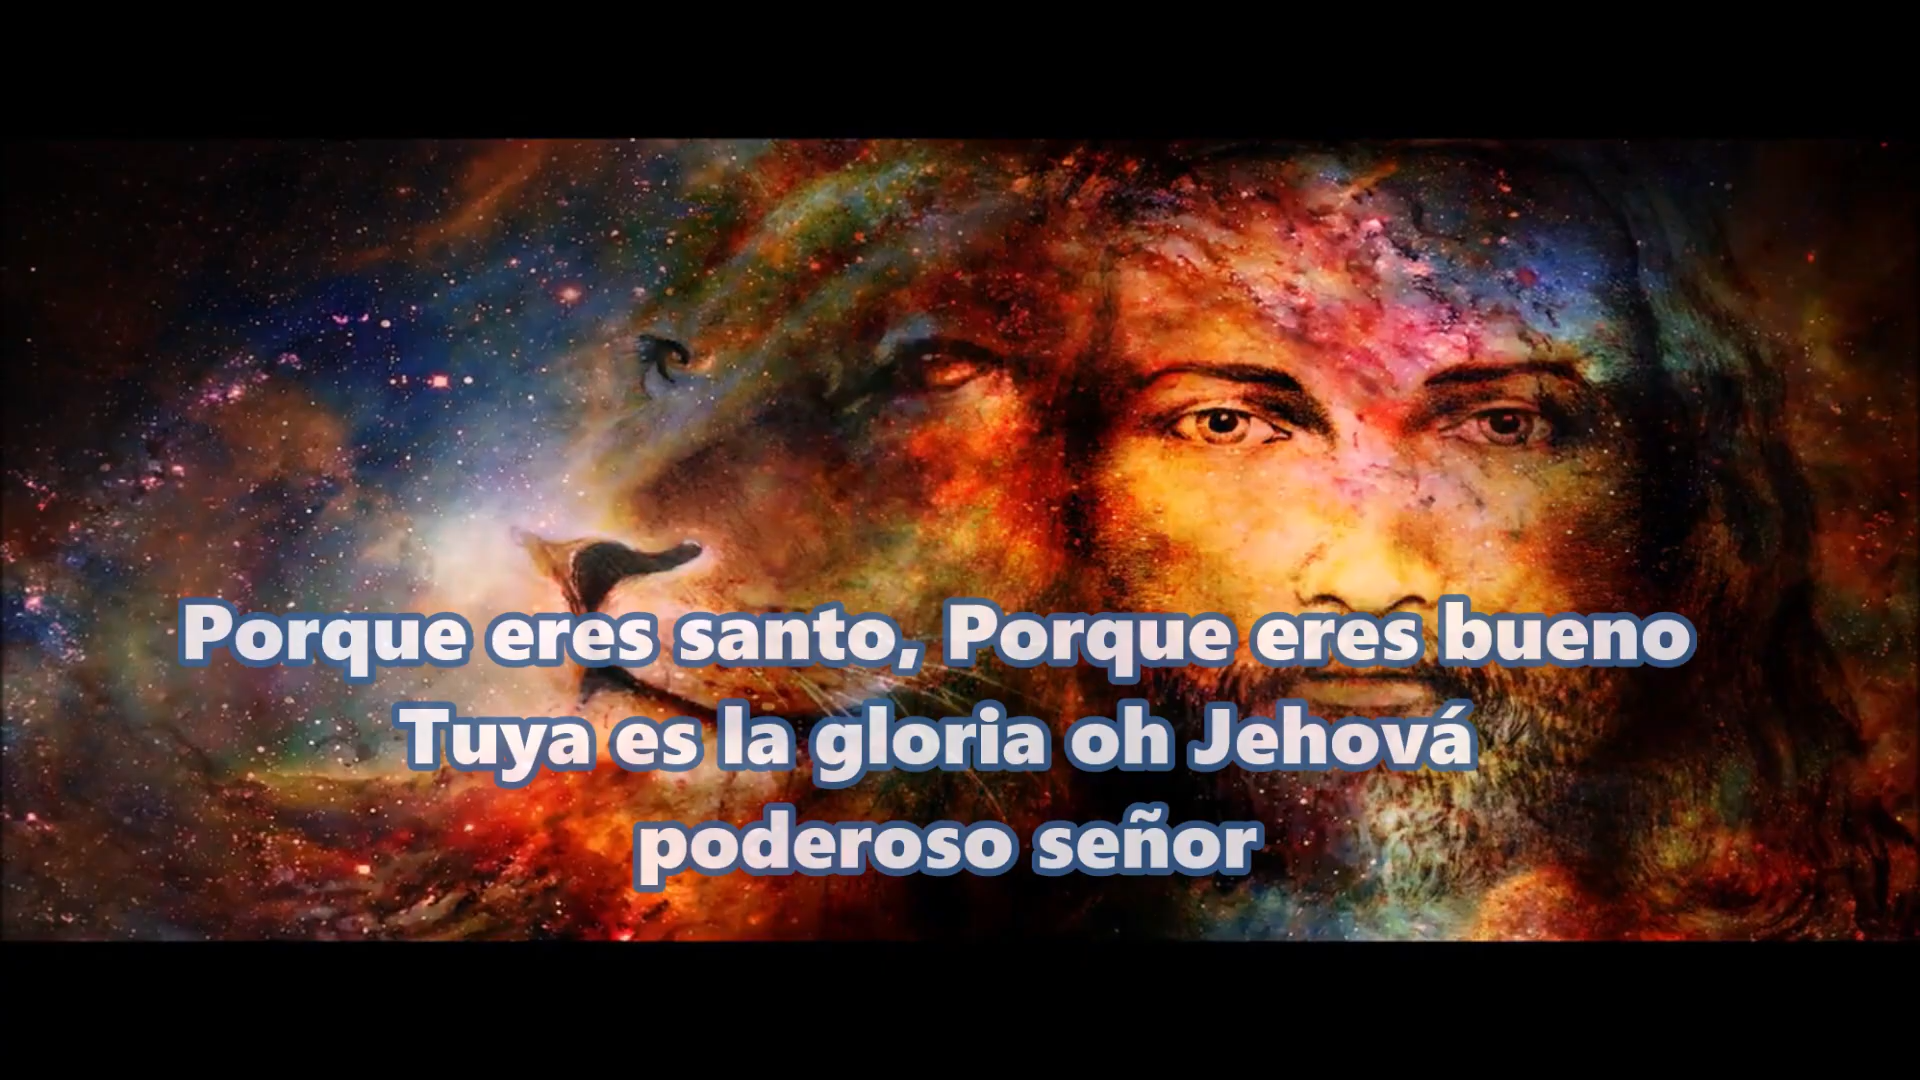 Porque eres santo, Porque eres bueno
Tuya es la gloria oh Jehová
poderoso señor